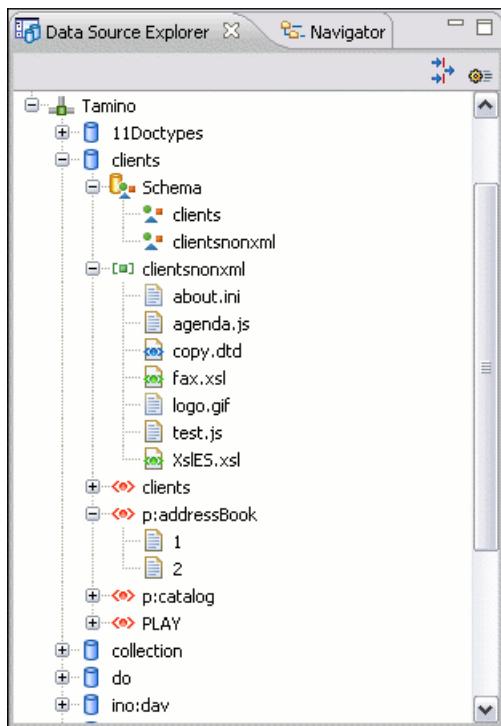 Data Source Explorer Navigator
Tamino
11Doctypes
clients
Schema
clients
clientsnonxml
clientsnonxml
about.ini
agenda.js
copy.dtd
fax.xsl
logo.gif
test.js
XslES.xsl
clients
p:addressBook
1
2
p:catalog
PLAY
collection
do
ino:dav